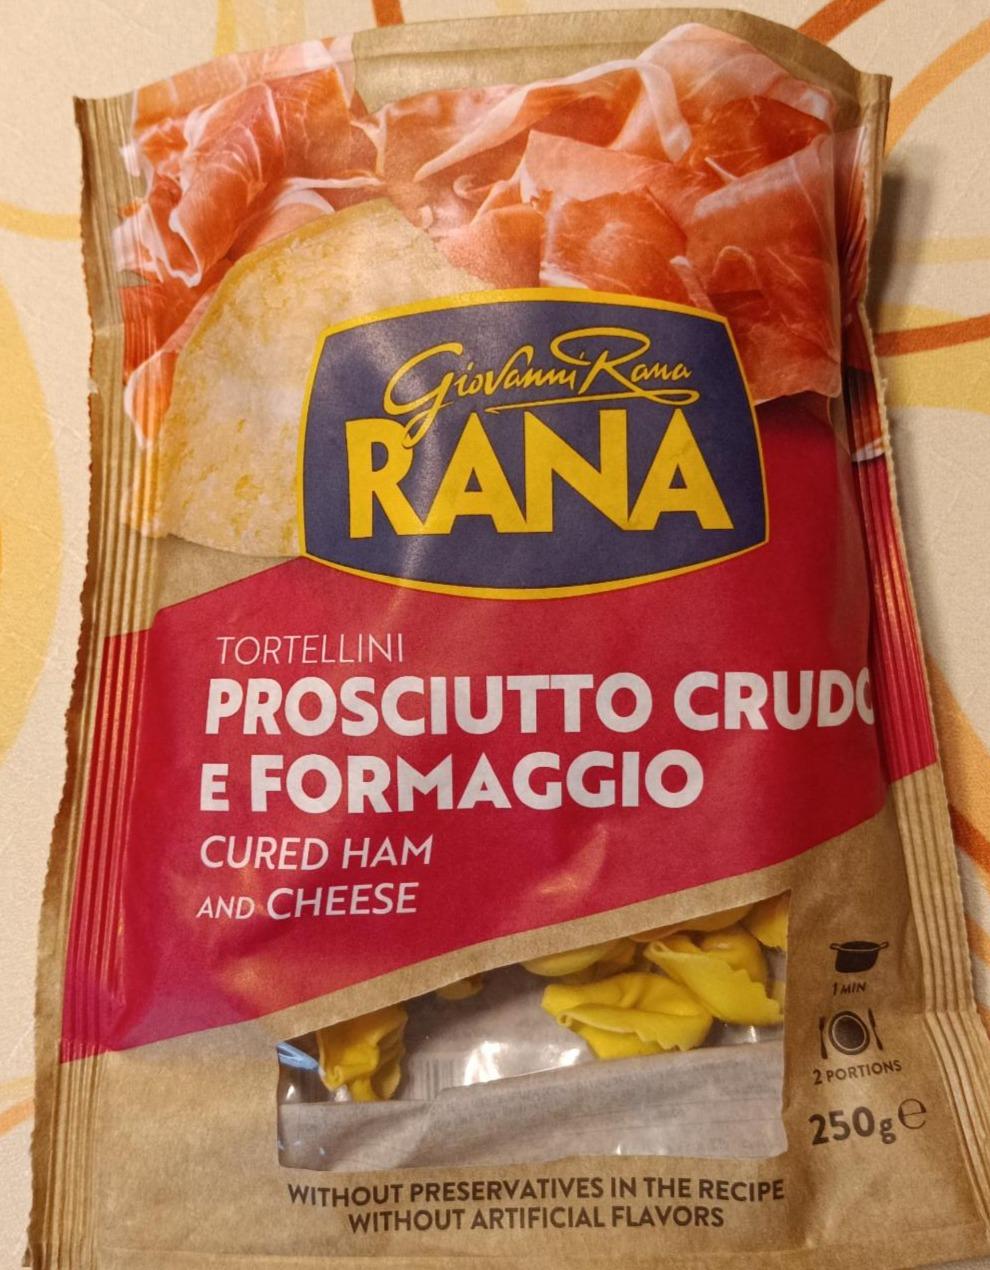 Giovanni Rana
RANA
TORTELLINI
PROSCIUTTO CRUDO
E FORMAGGIO
CURED HAM
AND CHEESE
1 MIN
2 PORTIONS
250g e
WITHOUT PRESERVATIVES IN THE RECIPE
WITHOUT ARTIFICIAL FLAVORS